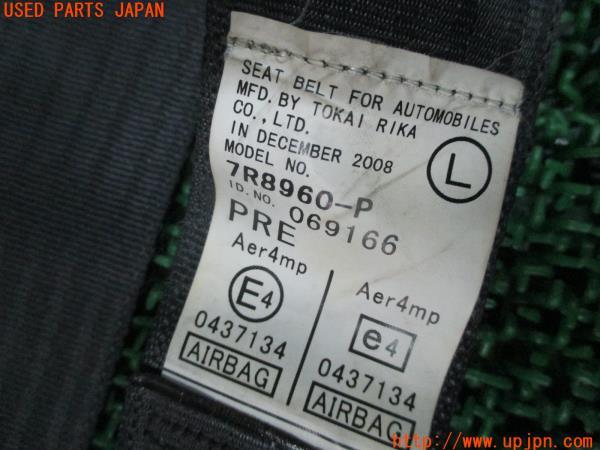 USED PARTS JAPAN
SEAT BELT FOR AUTOMOBILES
MFD. BY TOKAI RIKA
CO., LTD.
IN DECEMBER 2008
MODEL NO.
7R8960-P
ID. NO. 069166
PRE
L
Aer4mp
E4
0437134
AIRBAG
Aer4mp
e4
0437134
AIRBAG
http://www.upjpn.com/